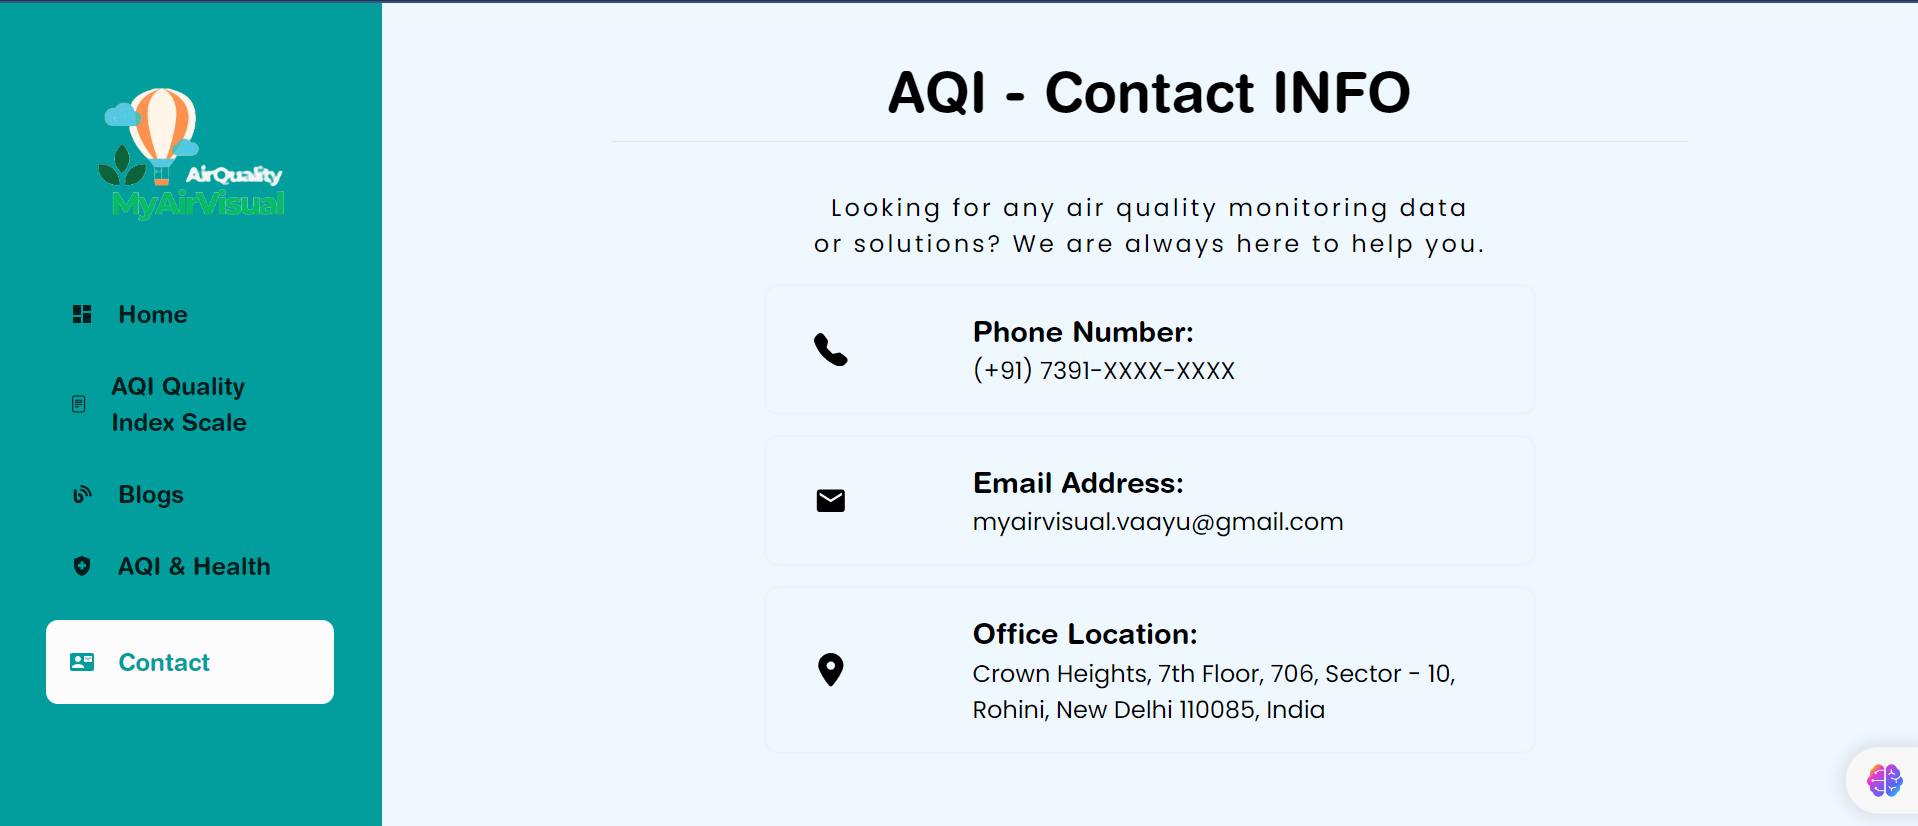 AirQuality
MyAirVisual
Home
AQI Quality
Index Scale
Blogs
AQI & Health
Contact
AQI - Contact INFO
Looking for any air quality monitoring data
or solutions? We are always here to help you.
Phone Number:
(+91) 7391-XXXX-XXXX
Email Address:
myairvisual.vaayu@gmail.com
Office Location:
Crown Heights, 7th Floor, 706, Sector - 10,
Rohini, New Delhi 110085, India